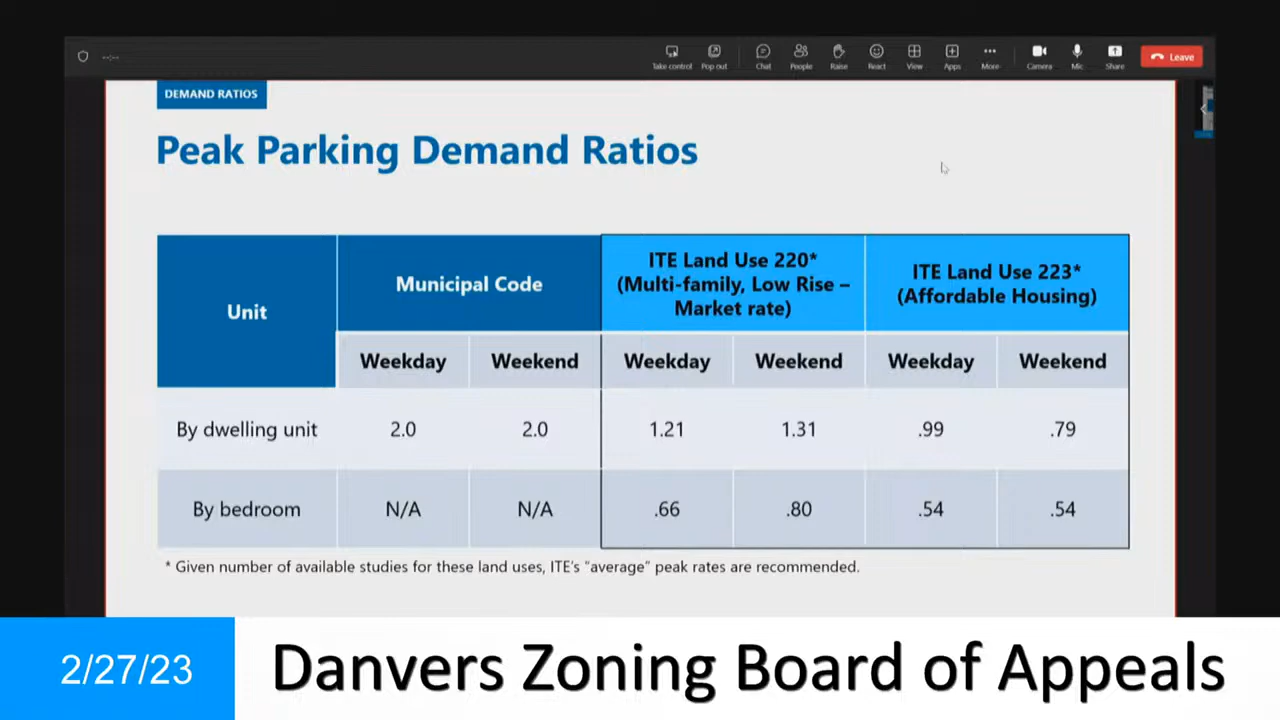 --:--
Take control
Pop out
Chat
People
Raise
React
View
Apps
More
Camera
Mic
Share
Leave
DEMAND RATIOS
Peak Parking Demand Ratios
Unit
Municipal Code
ITE Land Use 220*
(Multi-family, Low Rise –
Market rate)
ITE Land Use 223*
(Affordable Housing)
Weekday
Weekend
Weekday
Weekend
Weekday
Weekend
By dwelling unit
2.0
2.0
1.21
1.31
.99
.79
By bedroom
N/A
N/A
.66
.80
.54
.54
* Given number of available studies for these land uses, ITE's “average” peak rates are recommended.
2/27/23
Danvers Zoning Board of Appeals